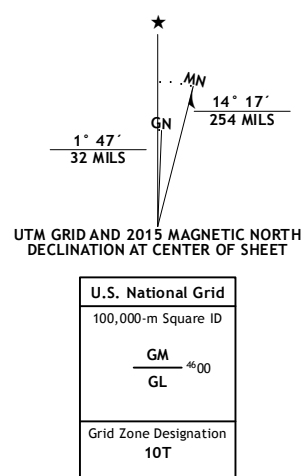 ★
MN
GN
1° 47´
32 MILS
14° 17´
254 MILS
UTM GRID AND 2015 MAGNETIC NORTH
DECLINATION AT CENTER OF SHEET
U.S. National Grid
100,000-m Square ID
GM
⁴⁶00
GL
Grid Zone Designation
10T